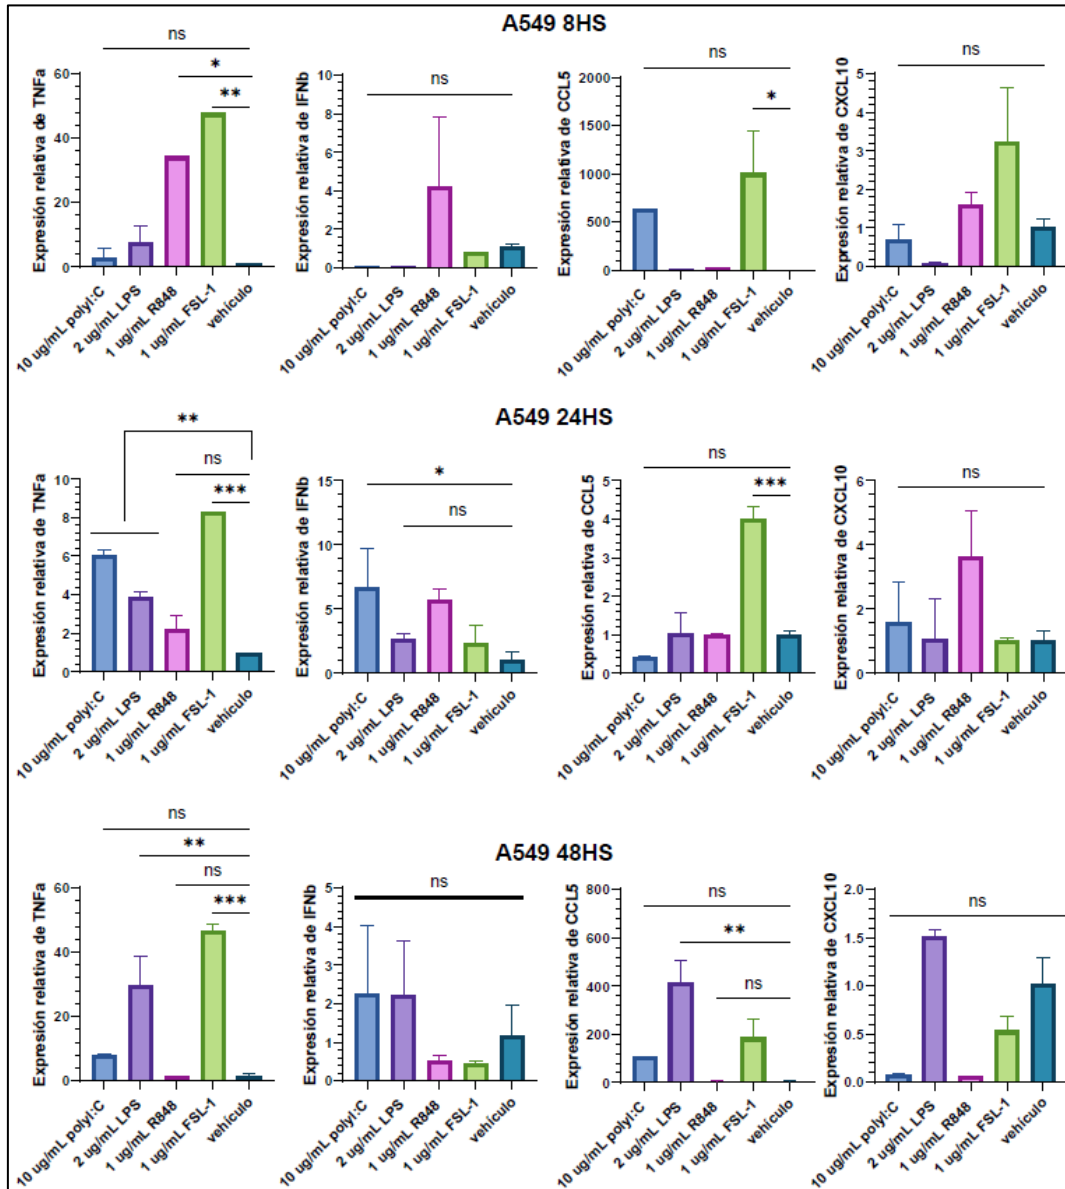 A549 8HS
ns
*
**
Expresión relativa de TNFa
60
40
20
0
10 ug/mL polyI:C
2 ug/mL LPS
1 ug/mL R848
1 ug/mL FSL-1
vehículo
ns
Expresión relativa de IFNb
10
8
6
4
2
0
10 ug/mL polyI:C
2 ug/mL LPS
1 ug/mL R848
1 ug/mL FSL-1
vehículo
ns
*
Expresión relativa de CCL5
2000
1500
1000
500
0
10 ug/mL polyI:C
2 ug/mL LPS
1 ug/mL R848
1 ug/mL FSL-1
vehículo
ns
Expresión relativa de CXCL10
5
4
3
2
1
0
10 ug/mL polyI:C
2 ug/mL LPS
1 ug/mL R848
1 ug/mL FSL-1
vehículo
A549 24HS
**
ns
***
Expresión relativa de TNFa
10
8
6
4
2
0
10 ug/mL polyI:C
2 ug/mL LPS
1 ug/mL R848
1 ug/mL FSL-1
vehículo
*
ns
Expresión relativa de IFNb
15
10
5
0
10 ug/mL polyI:C
2 ug/mL LPS
1 ug/mL R848
1 ug/mL FSL-1
vehículo
ns
***
Expresión relativa de CCL5
5
4
3
2
1
0
10 ug/mL polyI:C
2 ug/mL LPS
1 ug/mL R848
1 ug/mL FSL-1
vehículo
ns
Expresión relativa de CXCL10
6
4
2
0
10 ug/mL polyI:C
2 ug/mL LPS
1 ug/mL R848
1 ug/mL FSL-1
vehículo
A549 48HS
ns
**
ns
***
Expresión relativa de TNFa
60
40
20
0
10 ug/mL polyI:C
2 ug/mL LPS
1 ug/mL R848
1 ug/mL FSL-1
vehículo
ns
Expresión relativa de IFNb
5
4
3
2
1
0
10 ug/mL polyI:C
2 ug/mL LPS
1 ug/mL R848
1 ug/mL FSL-1
vehículo
ns
**
ns
Expresión relativa de CCL5
800
600
400
200
0
10 ug/mL polyI:C
2 ug/mL LPS
1 ug/mL R848
1 ug/mL FSL-1
vehículo
ns
Expresión relativa de CXCL10
2.0
1.5
1.0
0.5
0.0
10 ug/mL polyI:C
2 ug/mL LPS
1 ug/mL R848
1 ug/mL FSL-1
vehículo